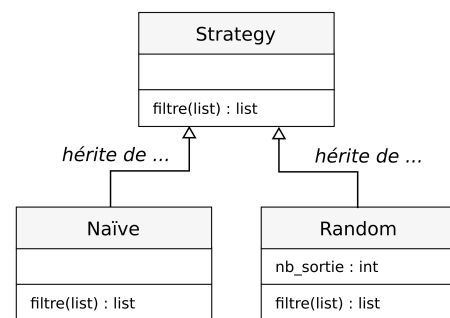 Strategy
filtre(list) : list
hérite de ...
hérite de ...
Naïve
filtre(list) : list
Random
nb_sortie : int
filtre(list) : list